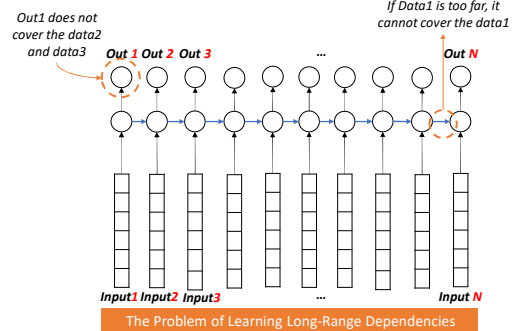 Out1 does not
cover the data2
and data3
If Data1 is too far, it
cannot cover the data1
Out 1 Out 2 Out 3 ... Out N
Input1 Input2 Input3 ... Input N
The Problem of Learning Long-Range Dependencies